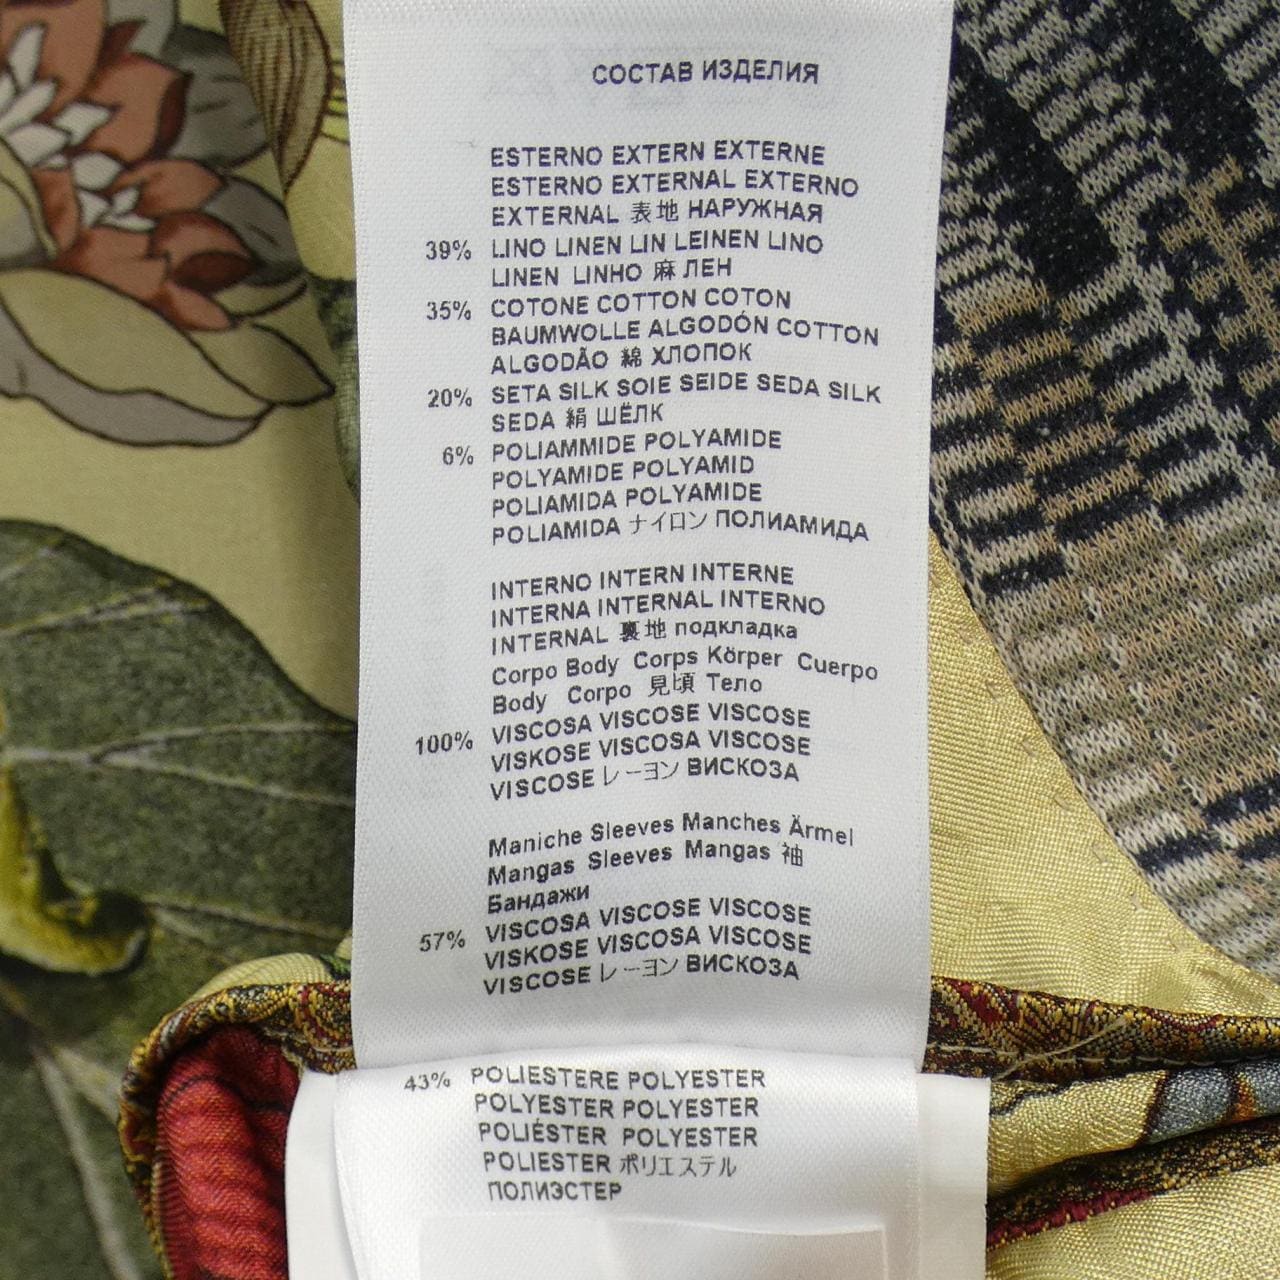 СОСТАВ ИЗДЕЛИЯ
ESTERNO EXTERN EXTERNE
ESTERNO EXTERNAL EXTERNO
EXTERNAL 表地 НАРУЖНАЯ
39% LINO LINEN LIN LEINEN LINO
LINEN LINHO 麻 ЛЕН
35% COTONE COTTON COTON
BAUMWOLLE ALGODÓN COTTON
ALGODÃO 綿 ХЛОПОК
20% SETA SILK SOIE SEIDE SEDA SILK
SEDA 絹 ШЁЛК
6% POLIAMMIDE POLYAMIDE
POLYAMIDE POLYAMID
POLIAMIDA POLYAMIDE
POLIAMIDA ナイロン ПОЛИАМИДА
INTERNO INTERN INTERNE
INTERNA INTERNAL INTERNO
INTERNAL 裏地 подкладка
Corpo Body Corps Körper Cuerpo
Body Corpo 見頃 Тело
100% VISCOSA VISCOSE VISCOSE
VISKOSE VISCOSA VISCOSE
VISCOSE レーヨン ВИСКОЗА
Maniche Sleeves Manches Ärmel
Mangas Sleeves Mangas 袖
Бандажи
57% VISCOSA VISCOSE VISCOSE
VISKOSE VISCOSA VISCOSE
VISCOSE レーヨン ВИСКОЗА
43% POLIESTERE POLYESTER
POLYESTER POLYESTER
POLIÉSTER POLYESTER
POLIESTER ポリエステル
ПОЛИЭСТЕР